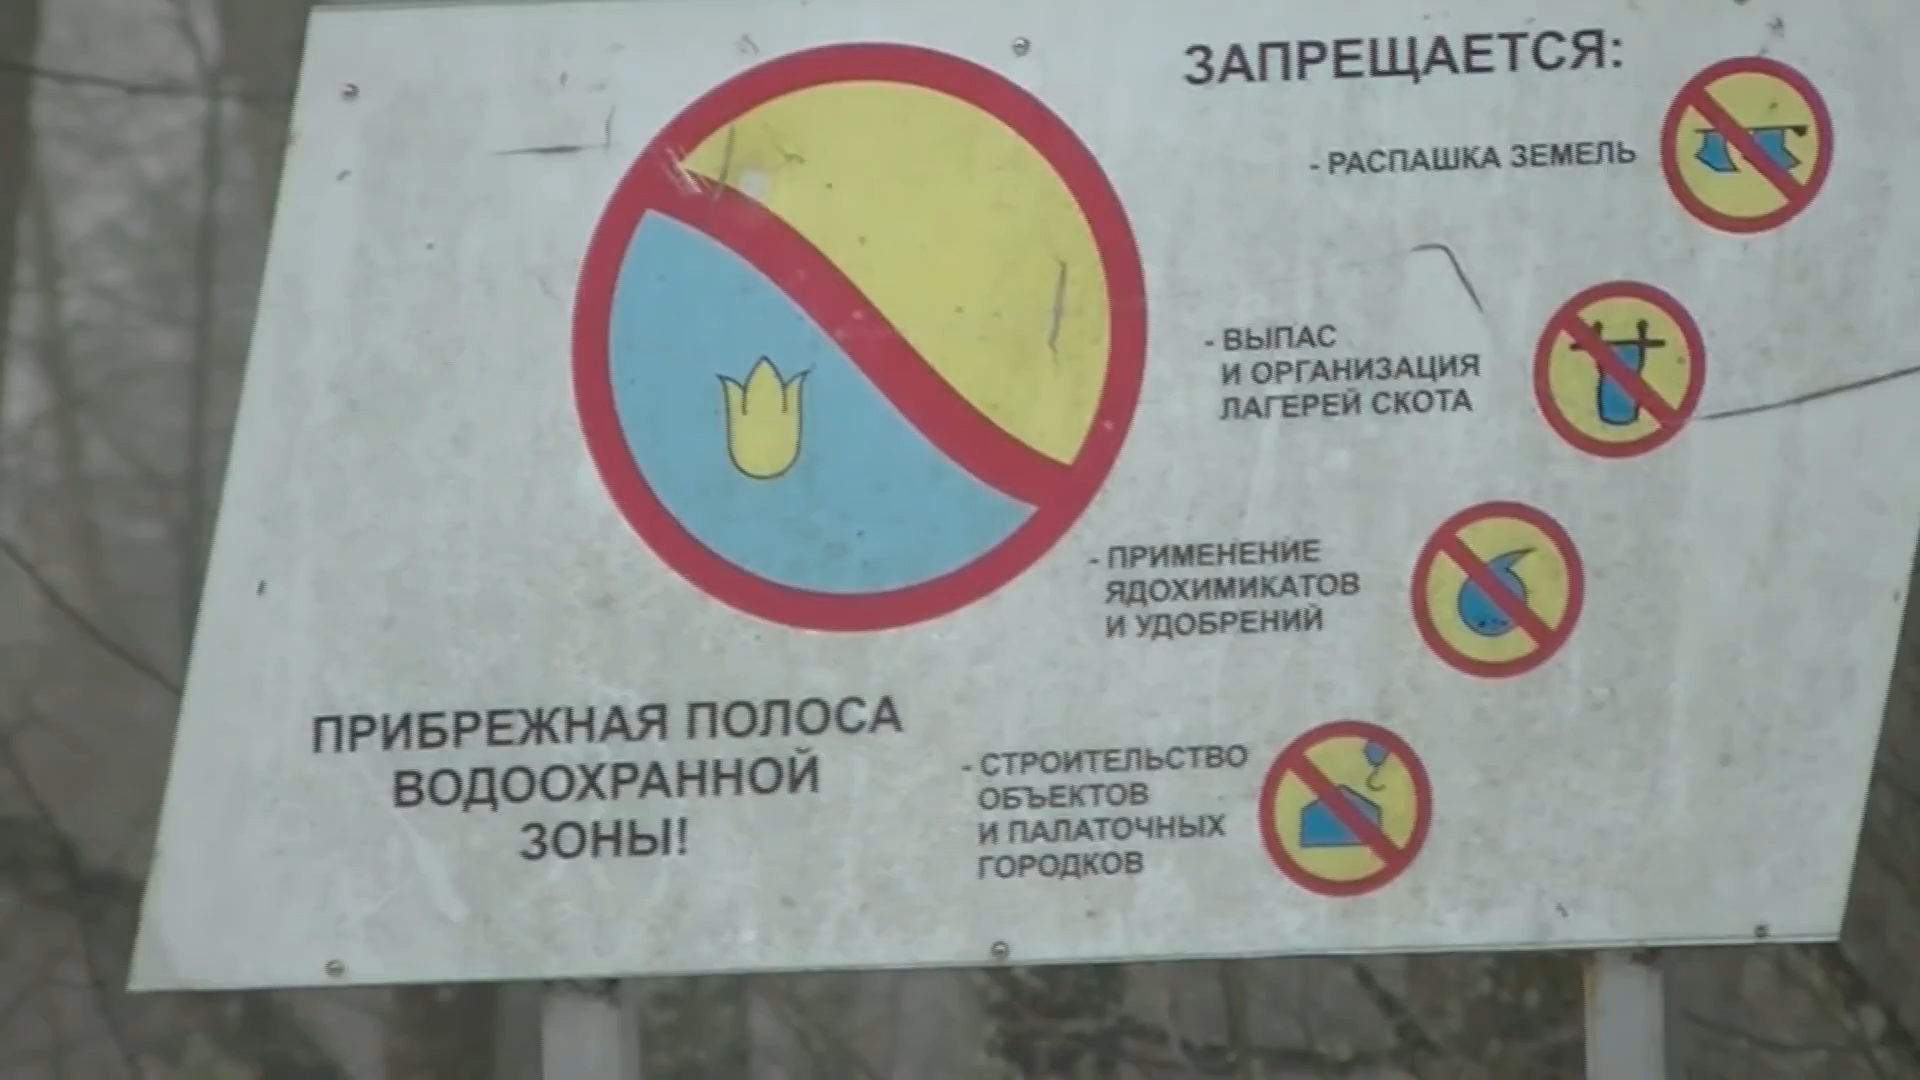 ЗАПРЕЩАЕТСЯ:
- РАСПАШКА ЗЕМЕЛЬ
- ВЫПАС
И ОРГАНИЗАЦИЯ
ЛАГЕРЕЙ СКОТА
- ПРИМЕНЕНИЕ
ЯДОХИМИКАТОВ
И УДОБРЕНИЙ
- СТРОИТЕЛЬСТВО
ОБЪЕКТОВ
И ПАЛАТОЧНЫХ
ГОРОДКОВ
ПРИБРЕЖНАЯ ПОЛОСА
ВОДООХРАННОЙ
ЗОНЫ!